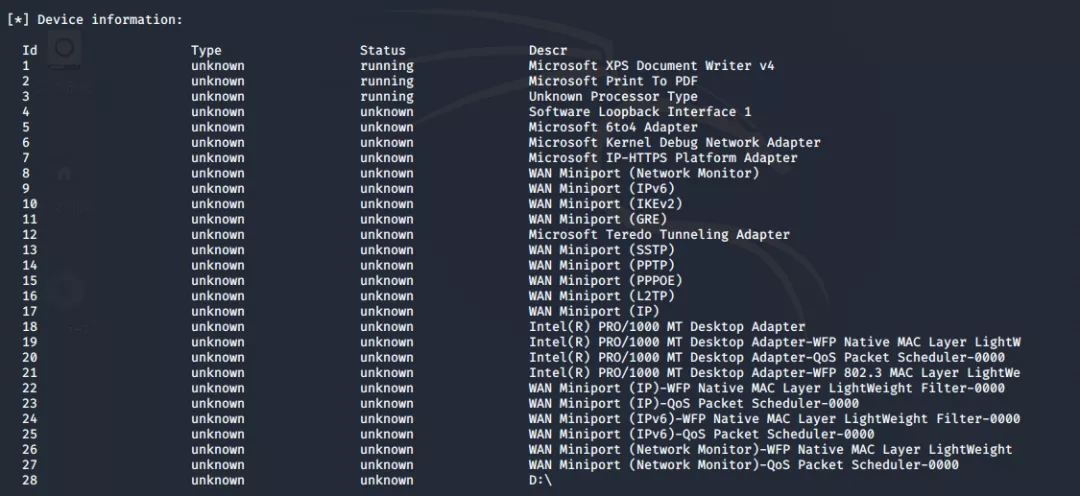 [*] Device information:
Id Type Status Descr
1 unknown running Microsoft XPS Document Writer v4
2 unknown running Microsoft Print To PDF
3 unknown running Unknown Processor Type
4 unknown unknown Software Loopback Interface 1
5 unknown unknown Microsoft 6to4 Adapter
6 unknown unknown Microsoft Kernel Debug Network Adapter
7 unknown unknown Microsoft IP-HTTPS Platform Adapter
8 unknown unknown WAN Miniport (Network Monitor)
9 unknown unknown WAN Miniport (IPv6)
10 unknown unknown WAN Miniport (IKEv2)
11 unknown unknown WAN Miniport (GRE)
12 unknown unknown Microsoft Teredo Tunneling Adapter
13 unknown unknown WAN Miniport (SSTP)
14 unknown unknown WAN Miniport (PPTP)
15 unknown unknown WAN Miniport (PPPOE)
16 unknown unknown WAN Miniport (L2TP)
17 unknown unknown WAN Miniport (IP)
18 unknown unknown Intel(R) PRO/1000 MT Desktop Adapter
19 unknown unknown Intel(R) PRO/1000 MT Desktop Adapter-WFP Native MAC Layer LightW
20 unknown unknown Intel(R) PRO/1000 MT Desktop Adapter-QoS Packet Scheduler-0000
21 unknown unknown Intel(R) PRO/1000 MT Desktop Adapter-WFP 802.3 MAC Layer LightWe
22 unknown unknown WAN Miniport (IP)-WFP Native MAC Layer LightWeight Filter-0000
23 unknown unknown WAN Miniport (IP)-QoS Packet Scheduler-0000
24 unknown unknown WAN Miniport (IPv6)-WFP Native MAC Layer LightWeight Filter-0000
25 unknown unknown WAN Miniport (IPv6)-QoS Packet Scheduler-0000
26 unknown unknown WAN Miniport (Network Monitor)-WFP Native MAC Layer LightWeight
27 unknown unknown WAN Miniport (Network Monitor)-QoS Packet Scheduler-0000
28 unknown unknown D:\